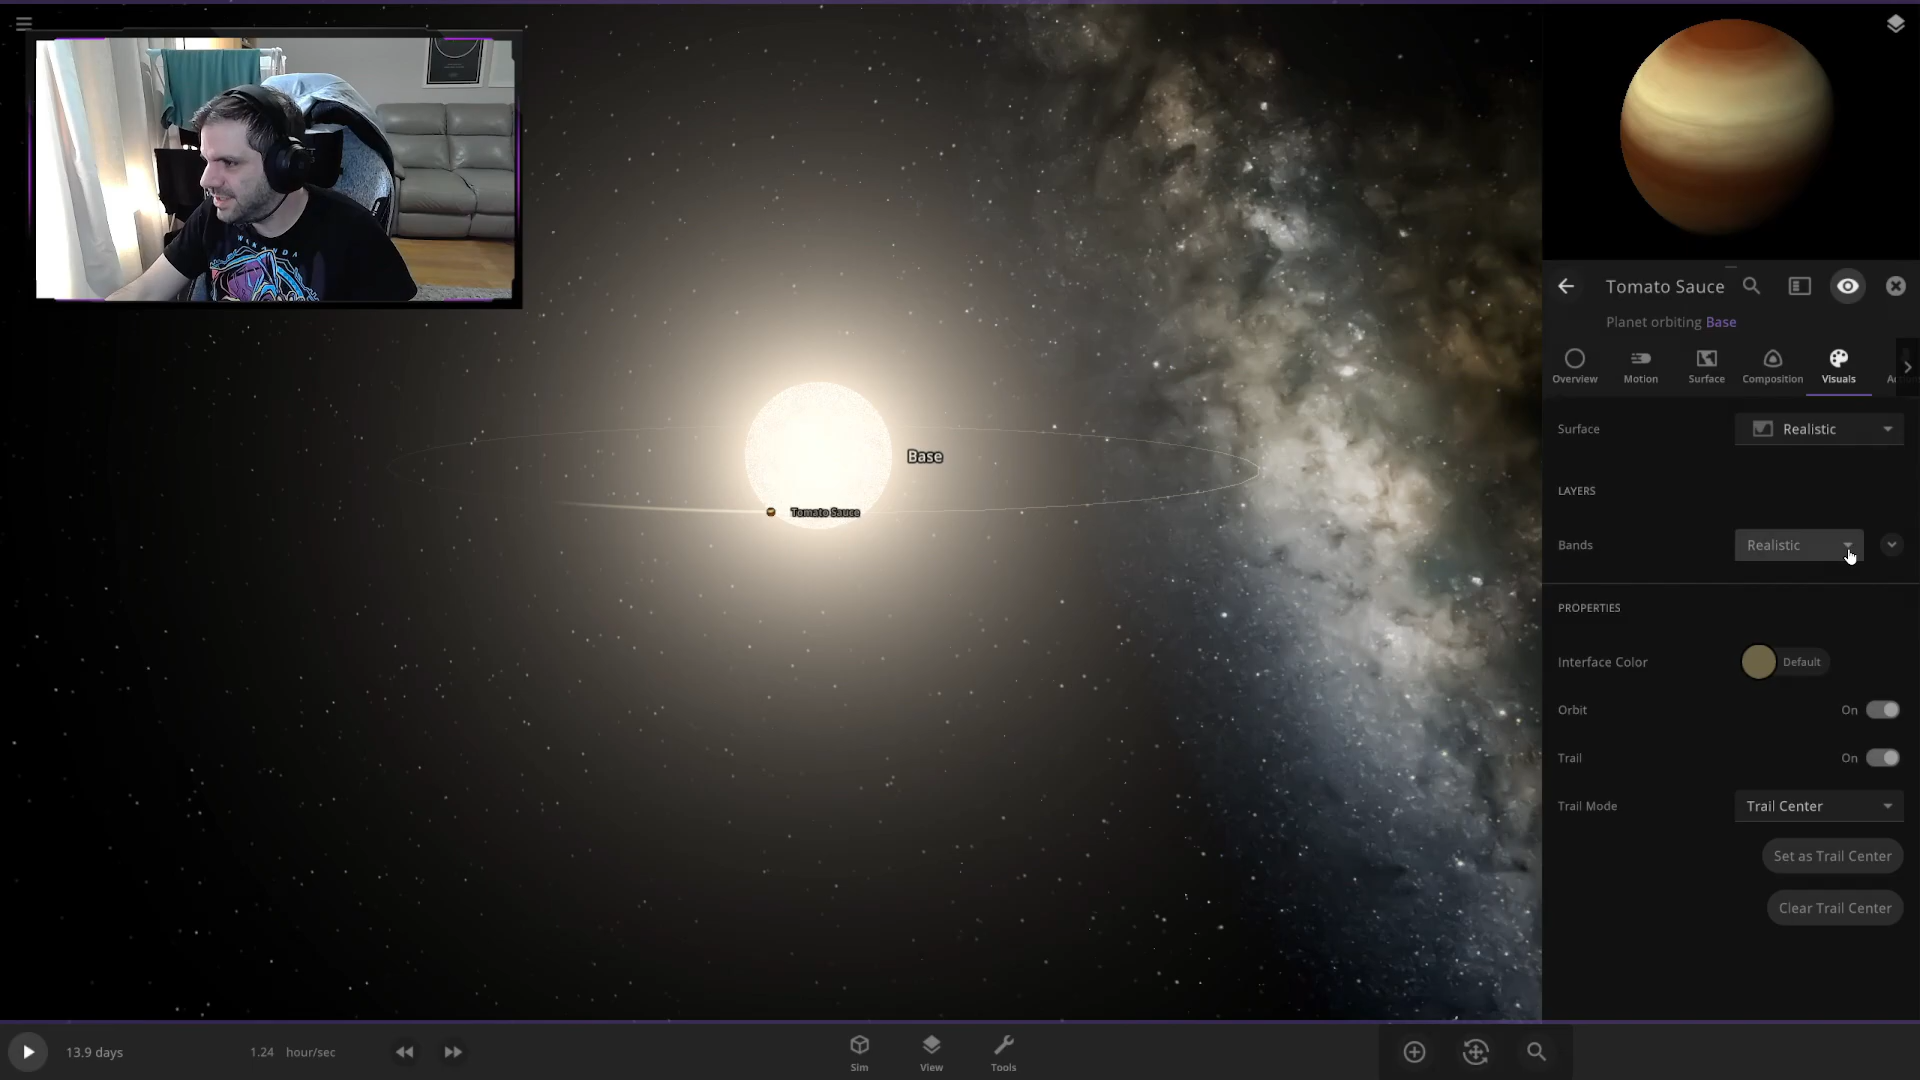 WAKANDA
Base
Tomato Sauce
Tomato Sauce
Planet orbiting Base
Overview
Motion
Surface
Composition
Visuals
Surface
Realistic
LAYERS
Bands
Realistic
PROPERTIES
Interface Color
Default
Orbit
On
Trail
On
Trail Mode
Trail Center
Set as Trail Center
Clear Trail Center
13.9 days
1.24 hour/sec
Sim
View
Tools